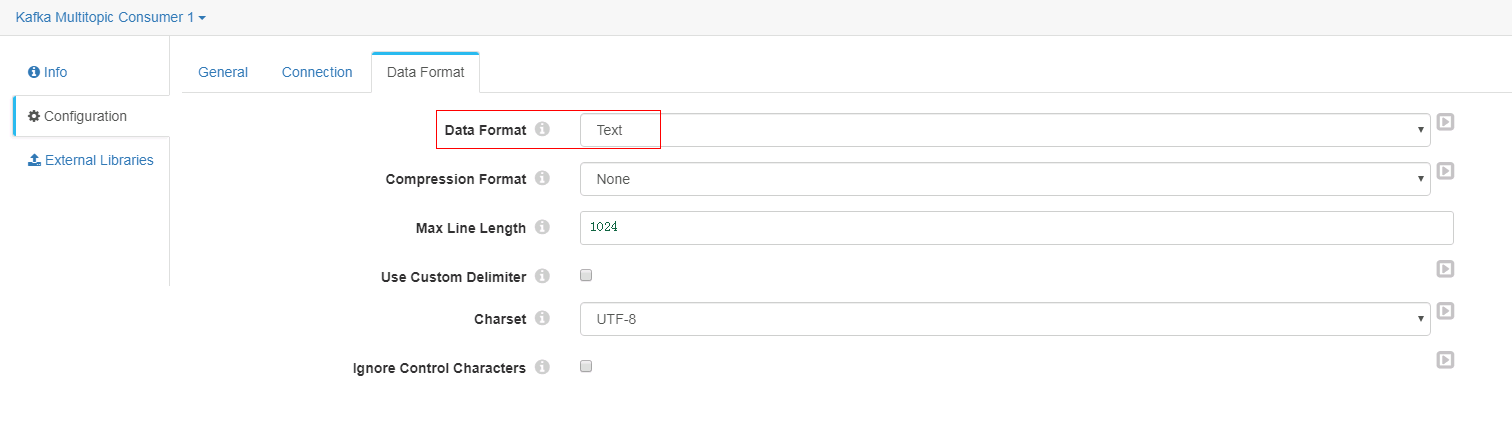 Kafka Multitopic Consumer 1
Info
Configuration
External Libraries
General Connection Data Format
Data Format Text
Compression Format None
Max Line Length 1024
Use Custom Delimiter
Charset UTF-8
Ignore Control Characters